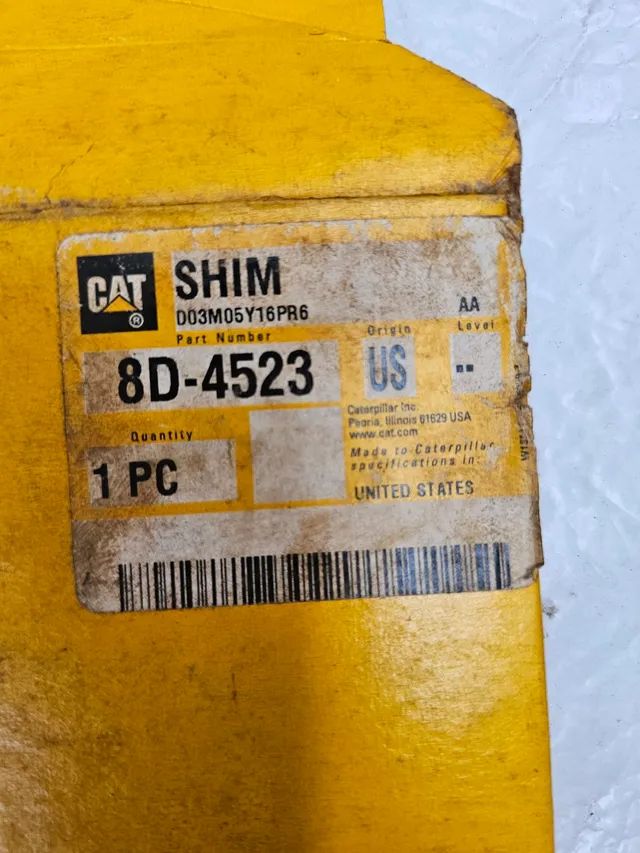 CAT
®
SHIM
D03M05Y16PR6
AA
Part Number
Origin
Level
8D-4523
US
--
Caterpillar Inc.
Peoria, Illinois 61629 USA
www.cat.com
Quantity
1 PC
Made to Caterpillar
specifications in:
UNITED STATES